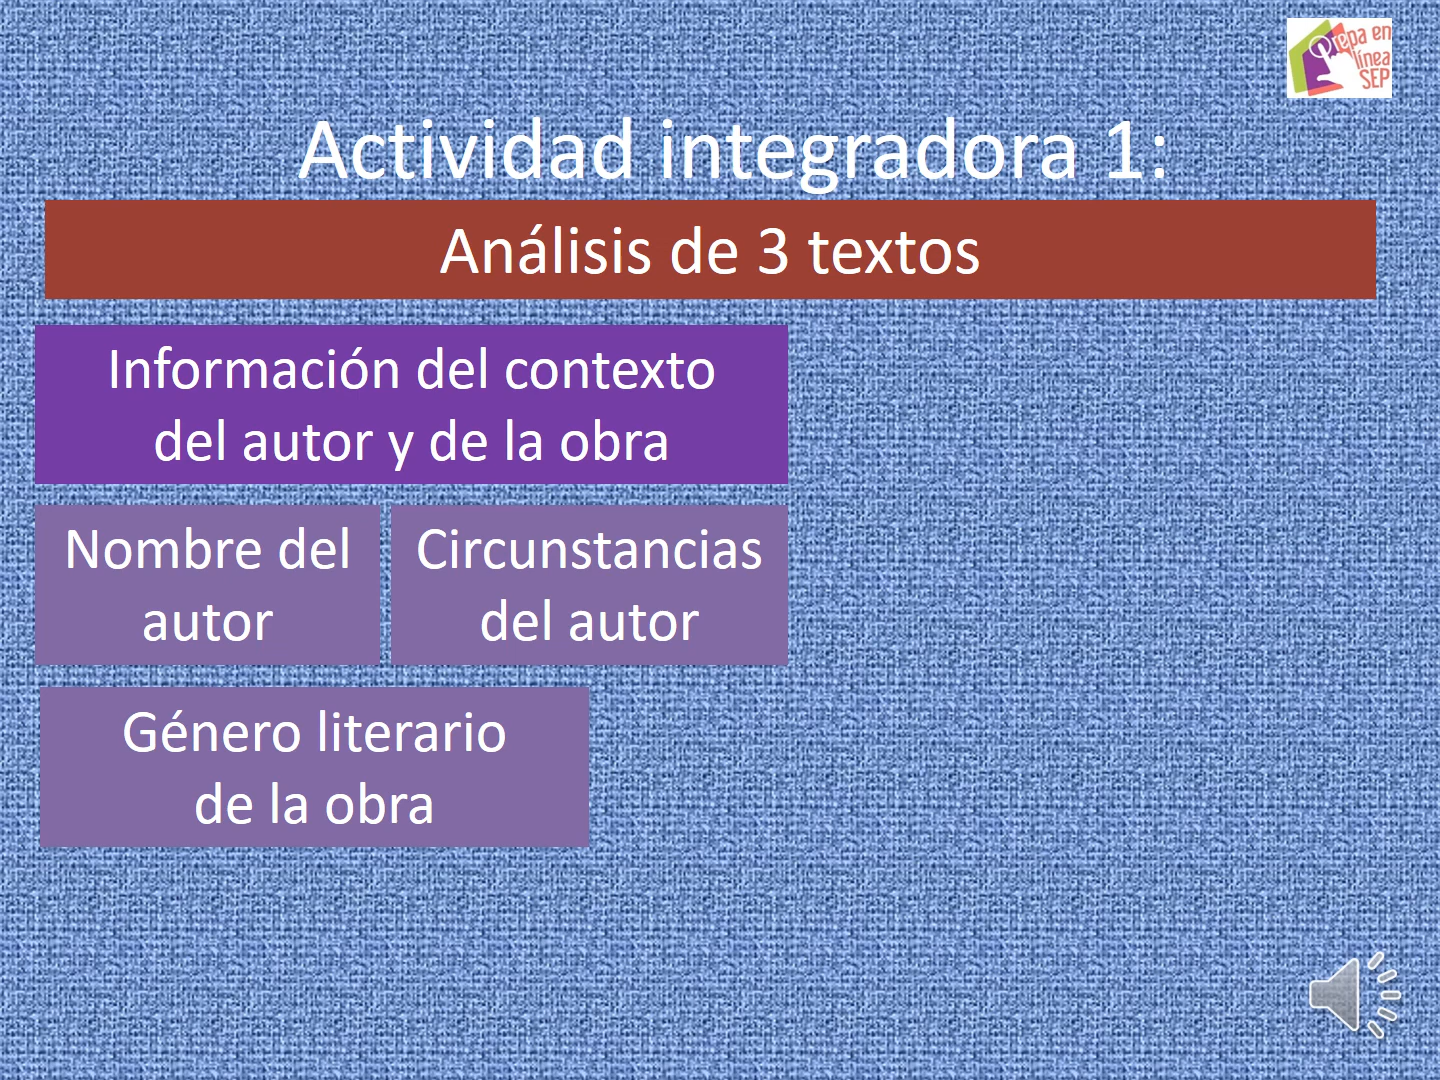 Prepa en
línea
SEP
Actividad integradora 1:
Análisis de 3 textos
Información del contexto
del autor y de la obra
Nombre del
autor
Circunstancias
del autor
Género literario
de la obra